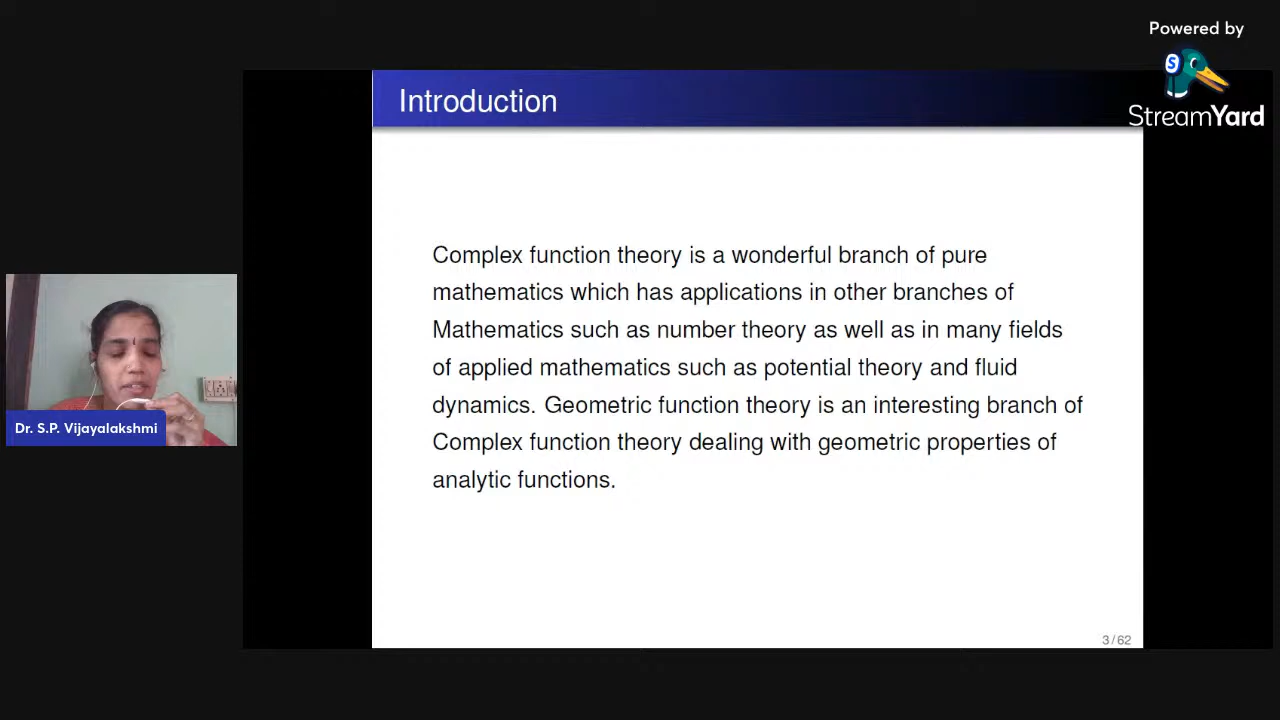 Powered by
StreamYard
Introduction
Complex function theory is a wonderful branch of pure
mathematics which has applications in other branches of
Mathematics such as number theory as well as in many fields
of applied mathematics such as potential theory and fluid
dynamics. Geometric function theory is an interesting branch of
Complex function theory dealing with geometric properties of
analytic functions.
Dr. S.P. Vijayalakshmi
3 / 62